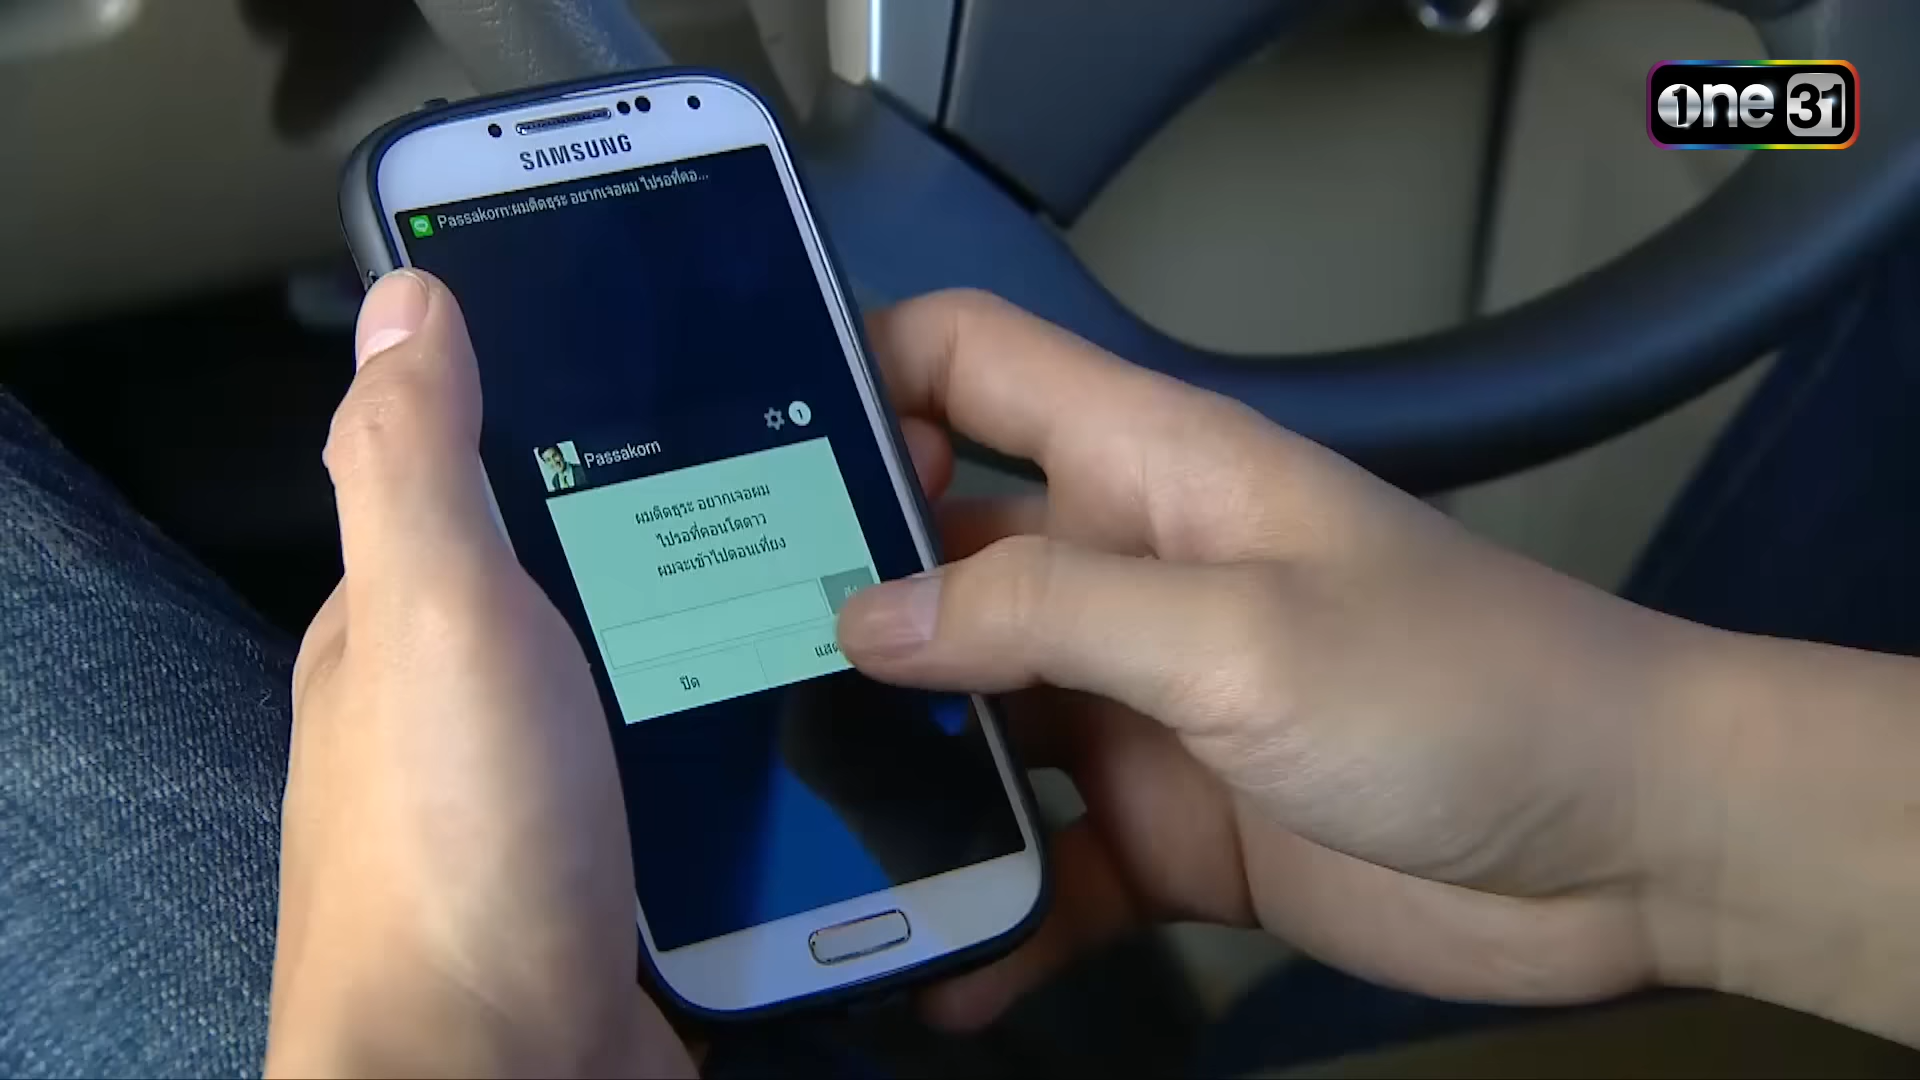 one31
SAMSUNG
Passakorn:ผมติดธุระ อยากเจอผม ไปรอที่คอ...
1
Passakorn
ผมติดธุระ อยากเจอผม
ไปรอที่คอนโดดาว
ผมจะเข้าไปตอนเที่ยง
ปิด